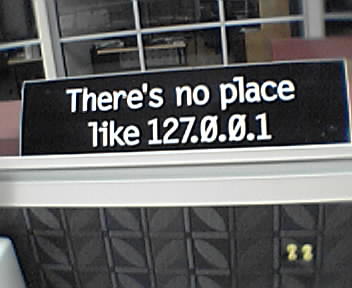 There's no place
like 127.0.0.1